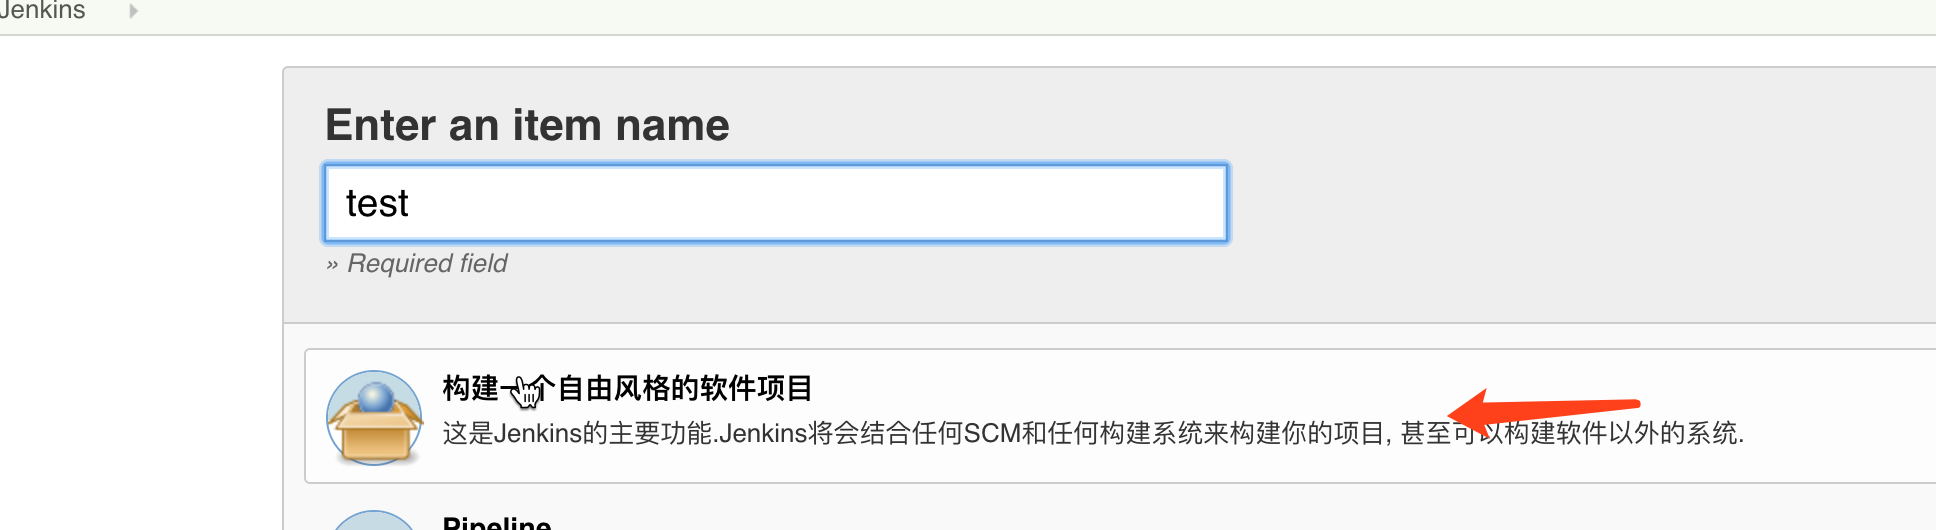 Jenkins
Enter an item name
test
» Required field
构建一个自由风格的软件项目
这是Jenkins的主要功能.Jenkins将会结合任何SCM和任何构建系统来构建你的项目, 甚至可以构建软件以外的系统.
Pipeline